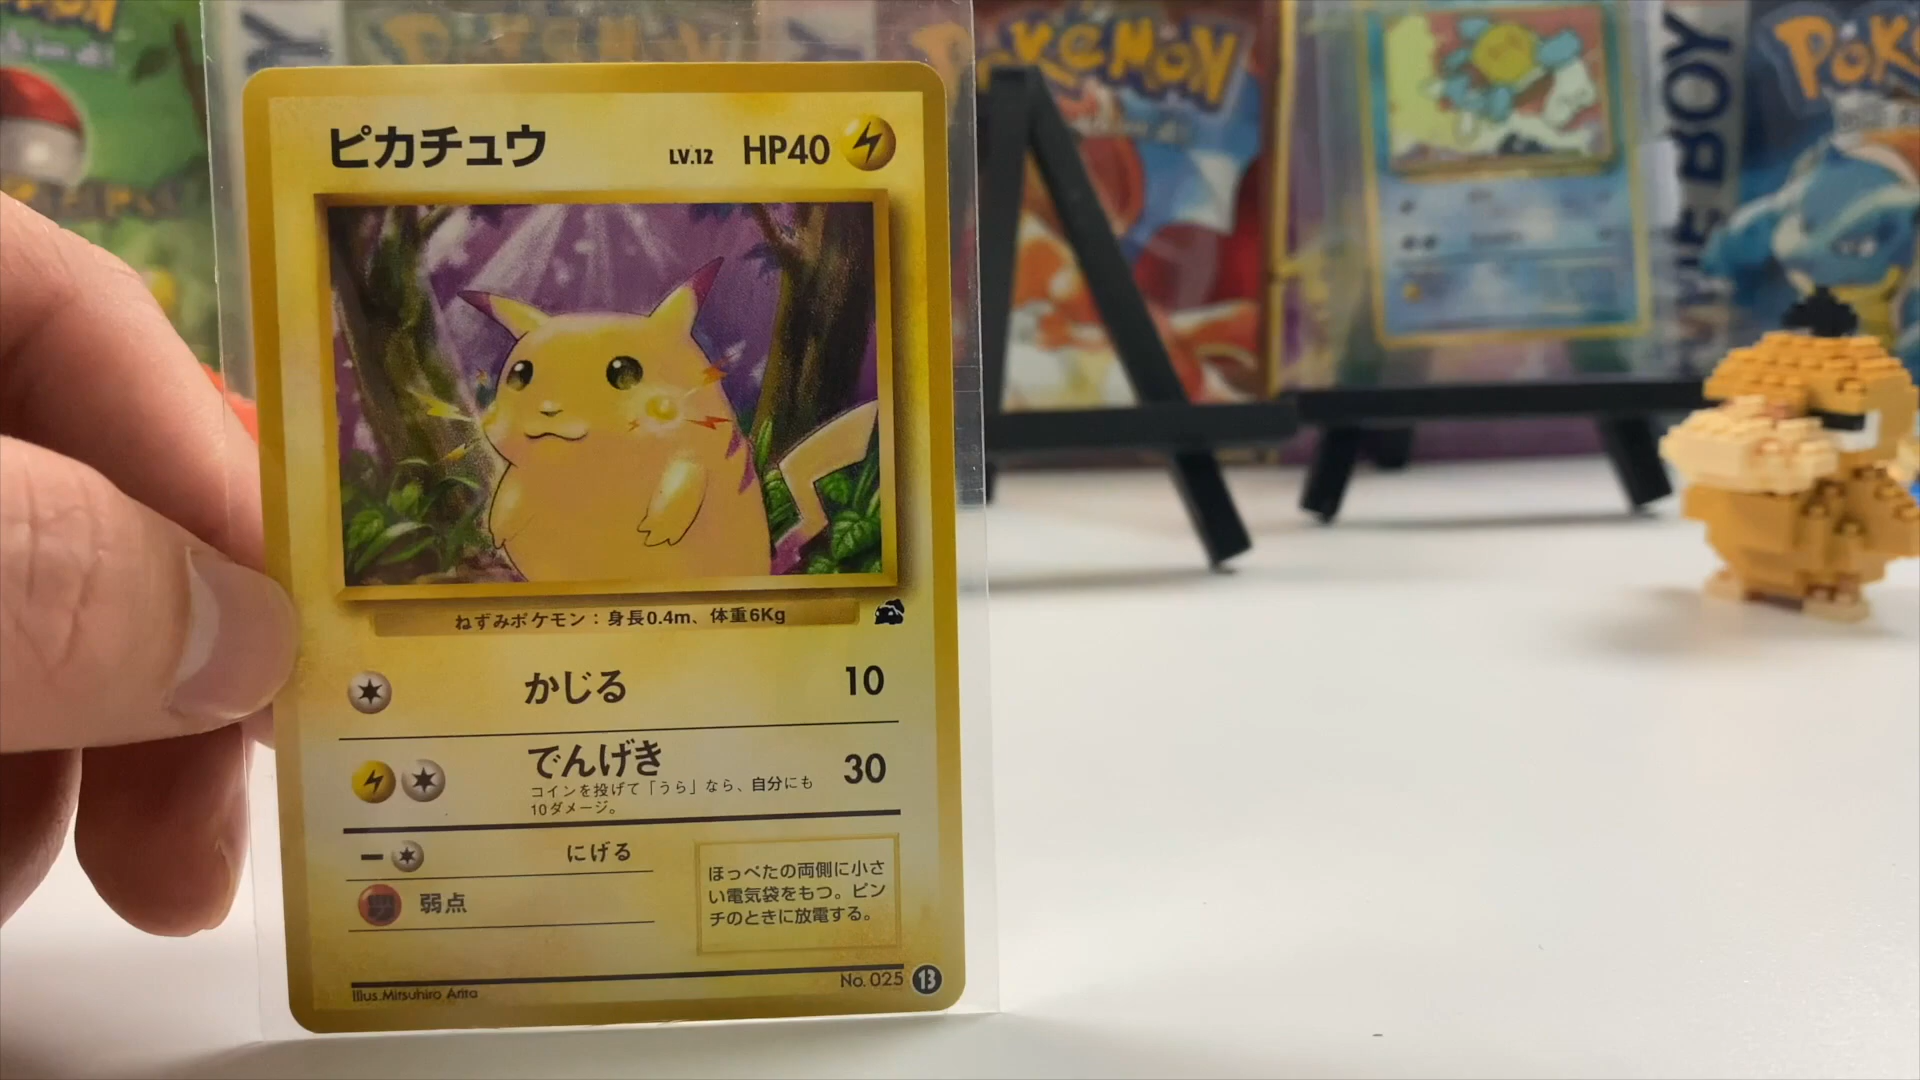 ピカチュウ LV.12 HP40
ねずみポケモン：身長0.4m、体重6Kg
かじる 10
でんげき 30
コインを投げて「うら」なら、自分にも
10ダメージ。
にげる
弱点
ほっぺたの両側に小さ
い電気袋をもつ。ピン
チのときに放電する。
Illus.Mitsuhiro Arita
No. 025 13
POKéMON
BOY